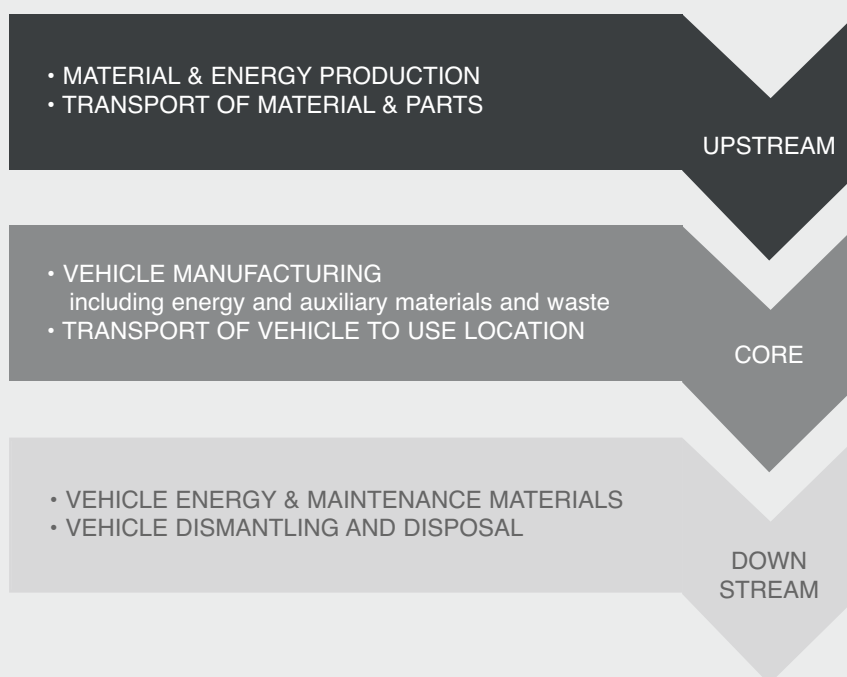 • MATERIAL & ENERGY PRODUCTION
• TRANSPORT OF MATERIAL & PARTS
UPSTREAM
• VEHICLE MANUFACTURING
including energy and auxiliary materials and waste
• TRANSPORT OF VEHICLE TO USE LOCATION
CORE
• VEHICLE ENERGY & MAINTENANCE MATERIALS
• VEHICLE DISMANTLING AND DISPOSAL
DOWN
STREAM